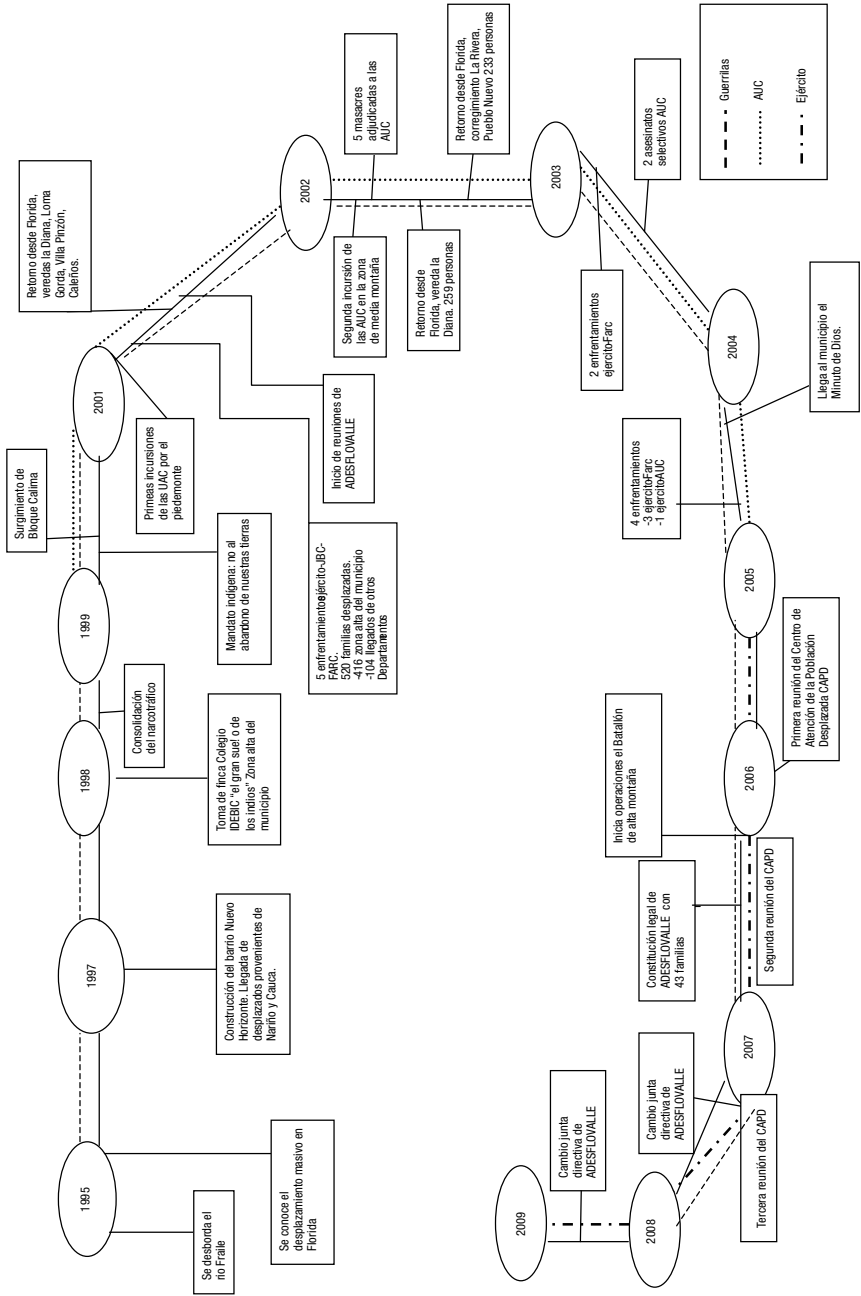 1995
Se desborda el
río Fraile
Se conoce el
desplazamiento masivo en
Florida
1997
Construcción del barrio Nuevo
Horizonte. Llegada de
desplazados provenientes de
Nariño y Cauca.
1998
Toma de finca Colegio
IDEBIC "el gran suelo de
los indios" Zona alta del
municipio
Consolidación
del narcotráfico
1999
Surgimiento de
Bloque Calima
Mandato indígena: no al
abandono de nuestras tierras
2001
Prímeas incursiones
de las UAC por el
piedemonte
5 enfrentamientos ejército-JBC-
FARC.
520 familias desplazadas.
-416 zona alta del municipio
-104 llegados de otros
Departamentos
Inicio de reuniones de
ADESFLOVALLE
Retorno desde Florida,
veredas la Diana, Loma
Gorda, Villa Pinzón,
Caleños.
2002
Segunda incursión de
las AUC en la zona
de media montaña
5 masacres
adjudicadas a las
AUC
Retorno desde
Florida, vereda la
Diana. 259 personas
Retorno desde Florida,
corregimiento La Rivera,
Pueblo Nuevo 233 personas
2003
2 enfrentamientos
ejercitoFarc
2 asesinatos
selectivos AUC
2004
Llega al municipio el
Minuto de Dios.
4 enfrentamientos
-3 ejercitoFarc
-1 ejercitoAUC
2005
Primera reunión del Centro de
Atención de la Población
Desplazada CAPD
2006
Inicia operaciones el Batallón
de alta montaña
Constitución legal de
ADESFLOVALLE con
43 familias
Segunda reunión del CAPD
2007
Cambio junta
directiva de
ADESFLOVALLE
Tercera reunión del CAPD
2008
Cambio junta
directiva de
ADESFLOVALLE
2009
Guerrilas
AUC
Ejército